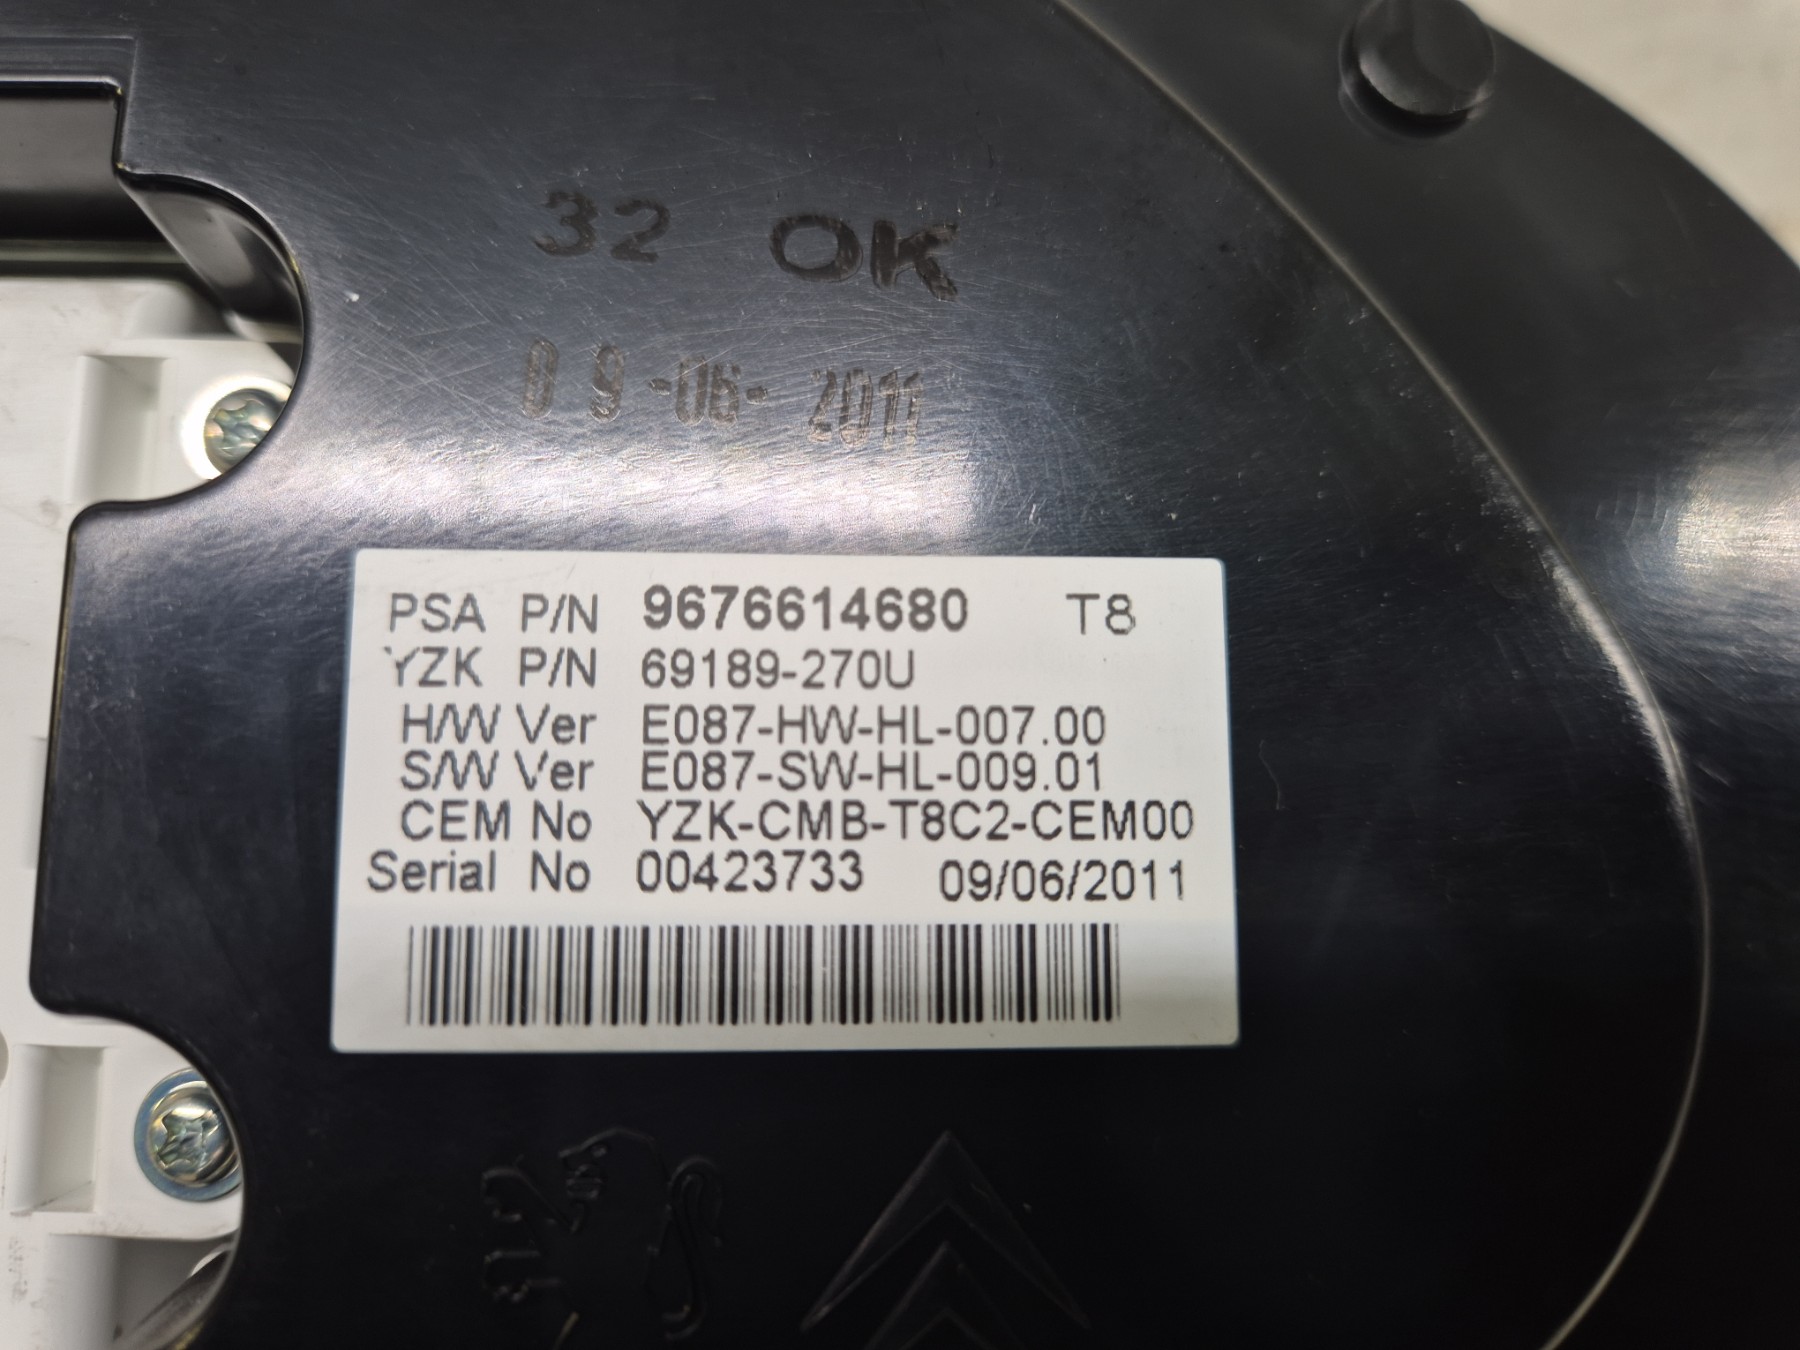 32 OK
09-06-2011
PSA P/N 9676614680 T8
YZK P/N 69189-270U
H/W Ver E087-HW-HL-007.00
S/W Ver E087-SW-HL-009.01
CEM No YZK-CMB-T8C2-CEM00
Serial No 00423733 09/06/2011